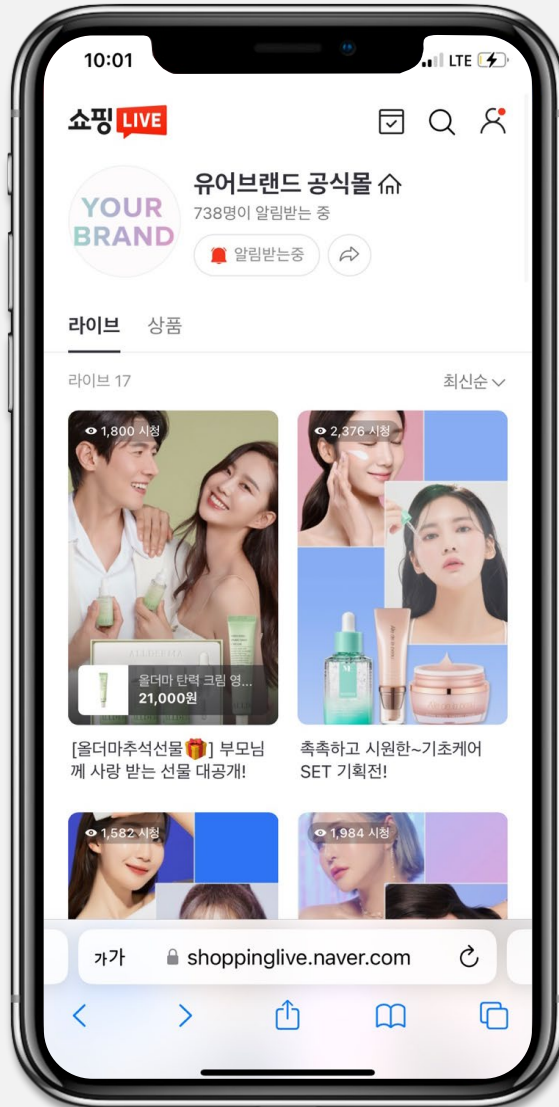 10:01
LTE
쇼핑 LIVE
YOUR
BRAND
유어브랜드 공식몰
738명이 알림받는 중
알림받는중
라이브 상품
라이브 17
최신순
1,800 시청
2,376 시청
올더마 탄력 크림 영...
21,000원
[올더마추석선물🎁] 부모님
께 사랑 받는 선물 대공개!
촉촉하고 시원한~기초케어
SET 기획전!
1,582 시청
1,984 시청
가가 shoppinglive.naver.com